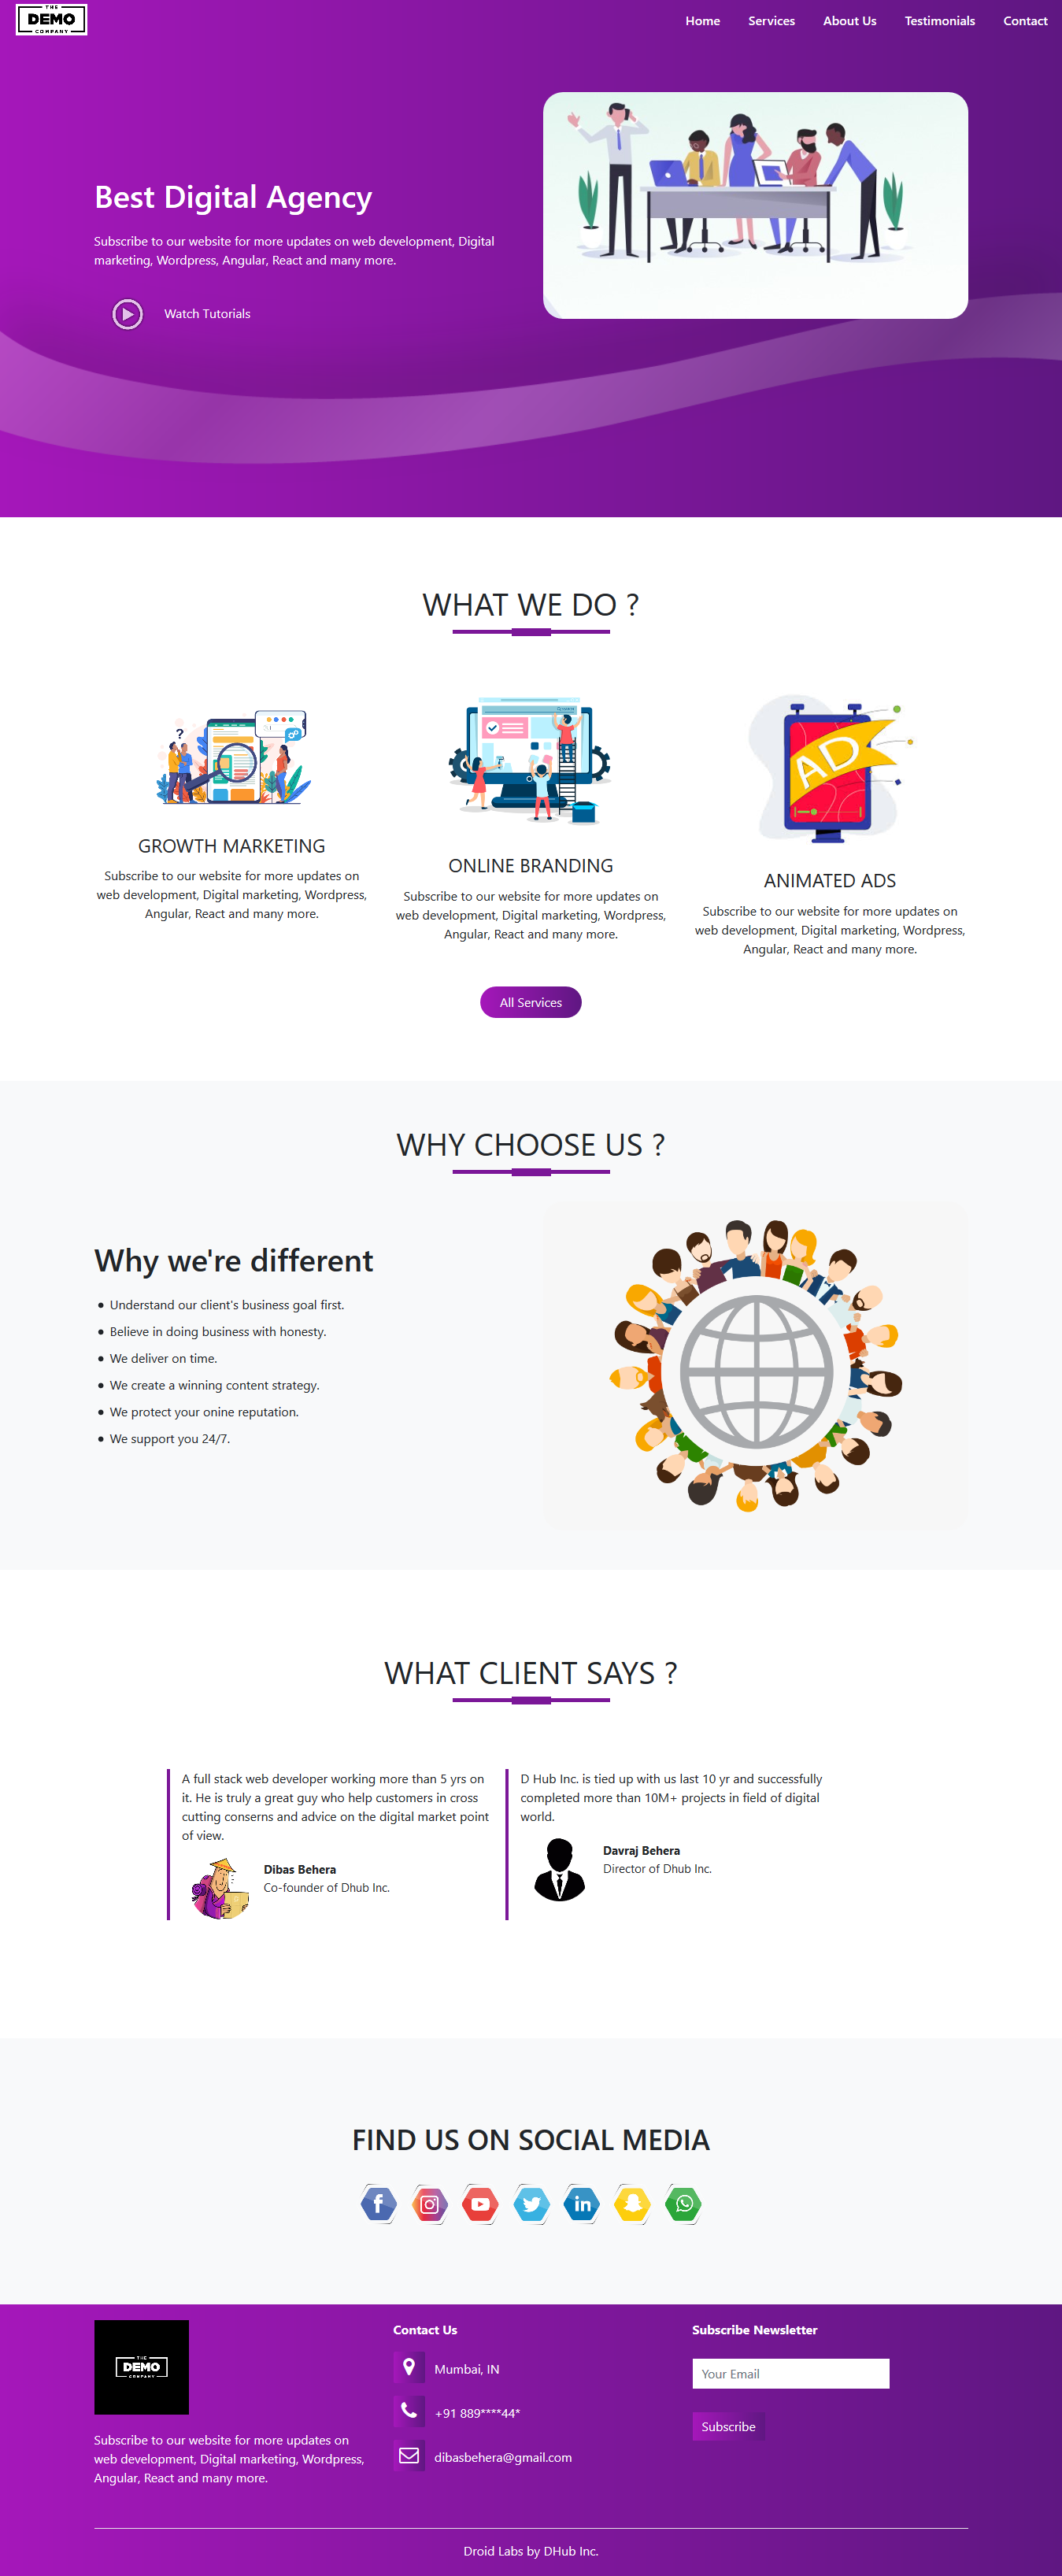 THE
DEMO
COMPANY
Home Services About Us Testimonials Contact
Best Digital Agency
Subscribe to our website for more updates on web development, Digital
marketing, Wordpress, Angular, React and many more.
Watch Tutorials
WHAT WE DO ?
?
GROWTH MARKETING
Subscribe to our website for more updates on
web development, Digital marketing, Wordpress,
Angular, React and many more.
ONLINE BRANDING
Subscribe to our website for more updates on
web development, Digital marketing, Wordpress,
Angular, React and many more.
AD
ANIMATED ADS
Subscribe to our website for more updates on
web development, Digital marketing, Wordpress,
Angular, React and many more.
All Services
WHY CHOOSE US ?
Why we're different
Understand our client's business goal first.
Believe in doing business with honesty.
We deliver on time.
We create a winning content strategy.
We protect your onine reputation.
We support you 24/7.
WHAT CLIENT SAYS ?
A full stack web developer working more than 5 yrs on
it. He is truly a great guy who help customers in cross
cutting conserns and advice on the digital market point
of view.
Dibas Behera
Co-founder of Dhub Inc.
D Hub Inc. is tied up with us last 10 yr and successfully
completed more than 10M+ projects in field of digital
world.
Davraj Behera
Director of Dhub Inc.
FIND US ON SOCIAL MEDIA
f
in
THE
DEMO
COMPANY
Subscribe to our website for more updates on
web development, Digital marketing, Wordpress,
Angular, React and many more.
Contact Us
Mumbai, IN
+91 889****44*
dibasbehera@gmail.com
Subscribe Newsletter
Your Email
Subscribe
Droid Labs by DHub Inc.